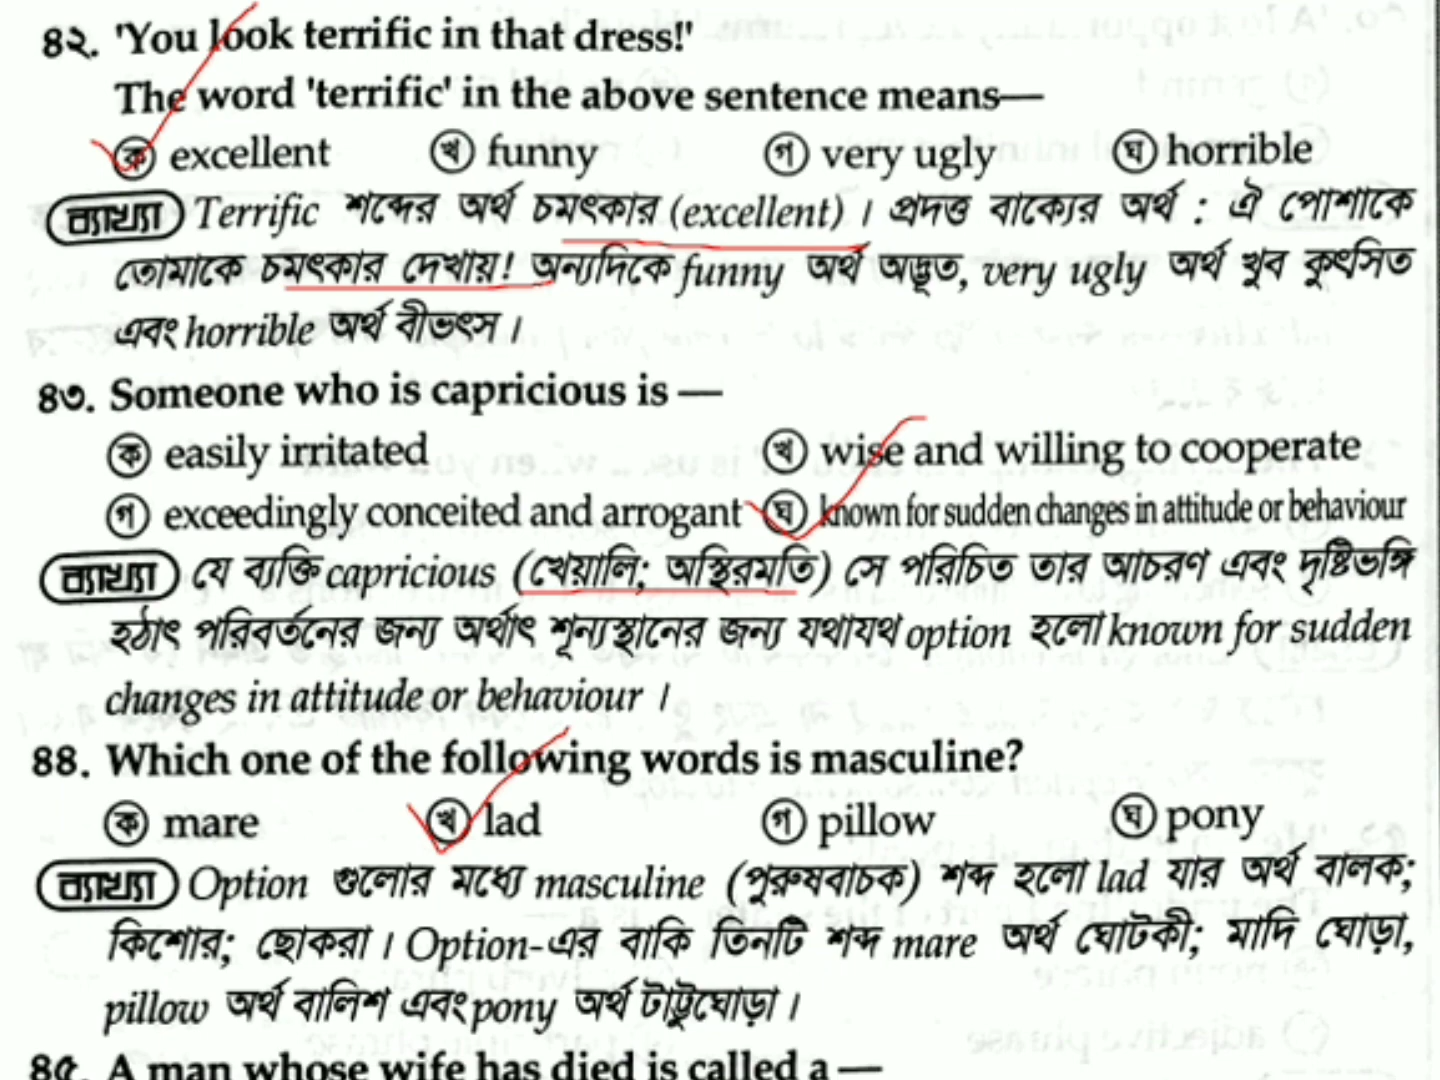 ৪২. 'You look terrific in that dress!'
The word 'terrific' in the above sentence means—
ক excellent খ funny গ very ugly ঘ horrible
ব্যাখ্যা Terrific শব্দের অর্থ চমৎকার (excellent) । প্রদত্ত বাক্যের অর্থ : ঐ পোশাকে
তোমাকে চমৎকার দেখায়! অন্যদিকে funny অর্থ অদ্ভূত, very ugly অর্থ খুব কুৎসিত
এবং horrible অর্থ বীভৎস ।
৪৩. Someone who is capricious is —
ক easily irritated খ wise and willing to cooperate
গ exceedingly conceited and arrogant ঘ known for sudden changes in attitude or behaviour
ব্যাখ্যা যে ব্যক্তি capricious (খেয়ালি; অস্থিরমতি) সে পরিচিত তার আচরণ এবং দৃষ্টিভঙ্গি
হঠাৎ পরিবর্তনের জন্য অর্থাৎ শূন্যস্থানের জন্য যথাযথ option হলো known for sudden
changes in attitude or behaviour ।
৪৪. Which one of the following words is masculine?
ক mare খ lad গ pillow ঘ pony
ব্যাখ্যা Option গুলোর মধ্যে masculine (পুরুষবাচক) শব্দ হলো lad যার অর্থ বালক;
কিশোর; ছোকরা । Option-এর বাকি তিনটি শব্দ mare অর্থ ঘোটকী; মাদি ঘোড়া,
pillow অর্থ বালিশ এবং pony অর্থ টাট্টুঘোড়া ।
৪৫. A man whose wife has died is called a —